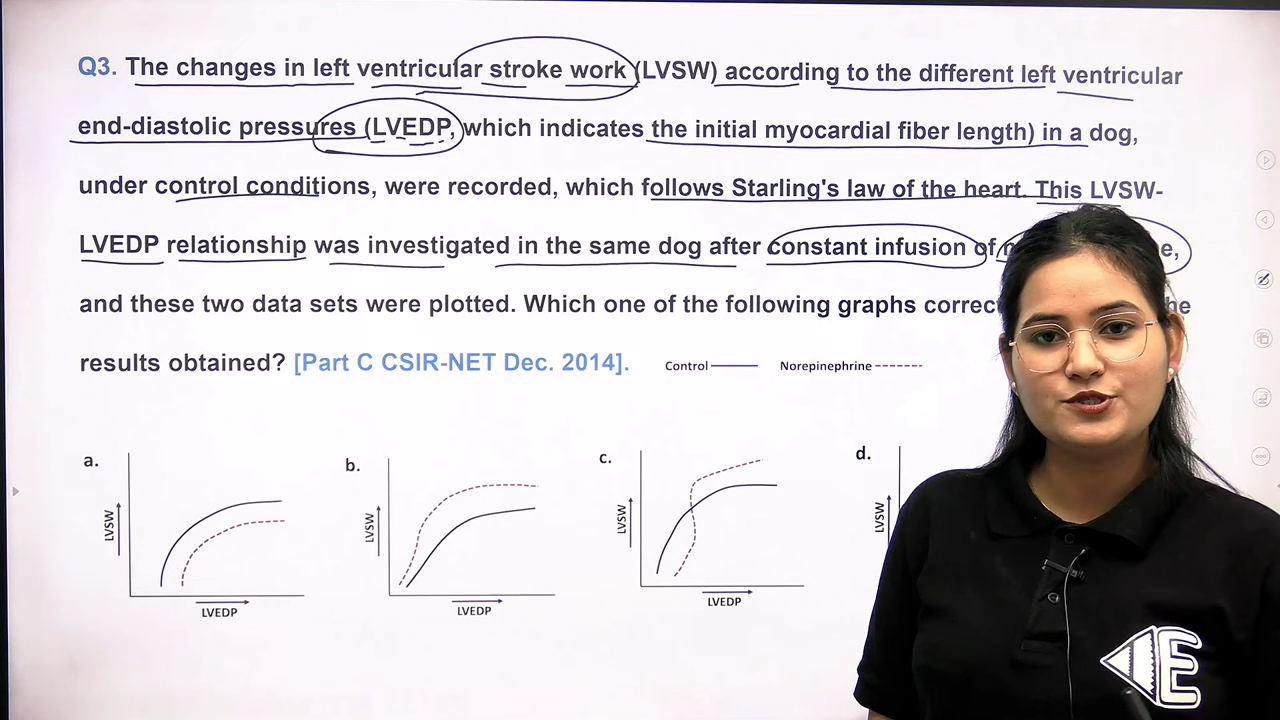 Q3. The changes in left ventricular stroke work (LVSW) according to the different left ventricular
end-diastolic pressures (LVEDP, which indicates the initial myocardial fiber length) in a dog,
under control conditions, were recorded, which follows Starling's law of the heart. This LVSW-
LVEDP relationship was investigated in the same dog after constant infusion of
and these two data sets were plotted. Which one of the following graphs
results obtained? [Part C CSIR-NET Dec. 2014].
Control
Norepinephrine
a.
LVSW
LVEDP
b.
LVSW
LVEDP
c.
LVSW
LVEDP
d.
LVSW
E